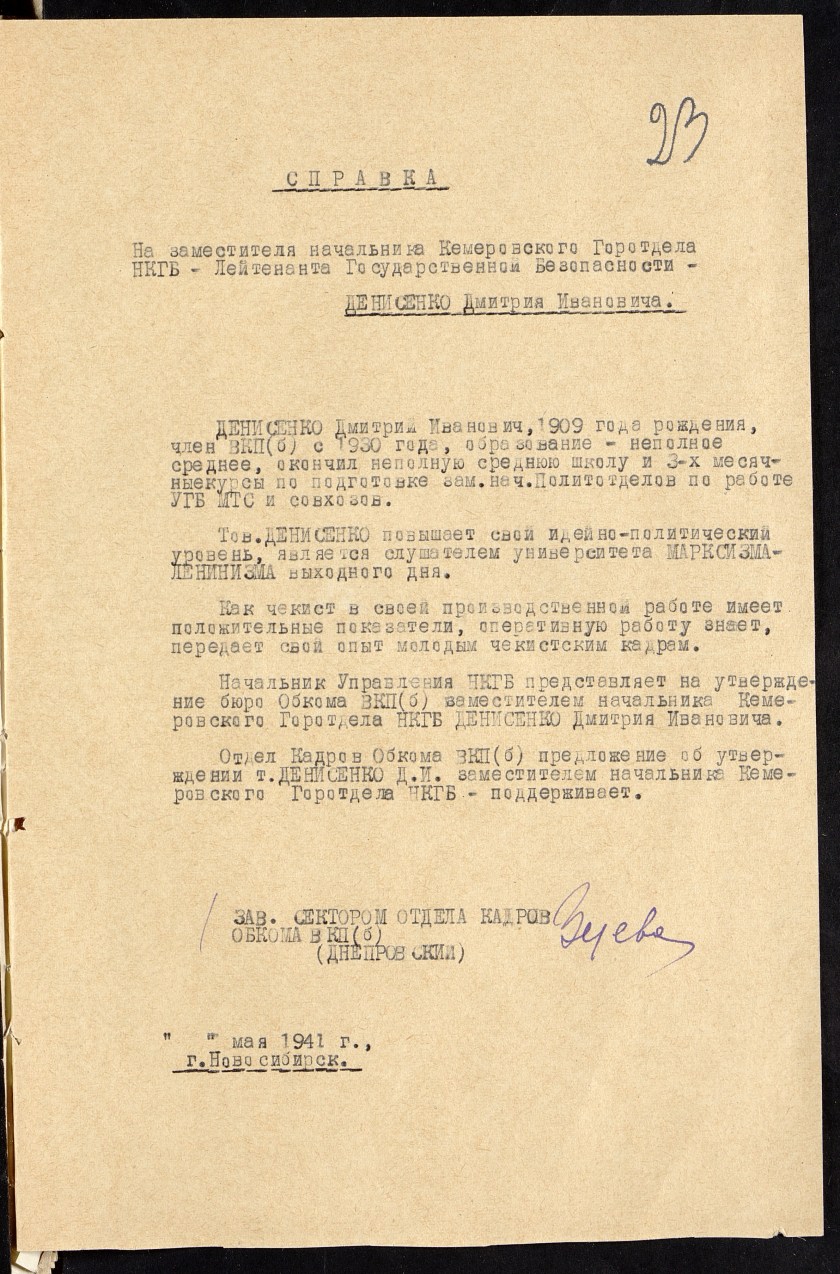 23
СПРАВКА
На заместителя начальника Кемеровского Горотдела
НКГБ - Лейтенанта Государственной Безопасности -
ДЕНИСЕНКО Дмитрия Ивановича.
ДЕНИСЕНКО Дмитрий Иванович, 1909 года рождения,
член ВКП(б) с 1930 года, образование - неполное
среднее, окончил неполную среднюю школу и 3-х месяч-
ныекурсы по подготовке зам.нач.Политотделов по работе
УГБ МТС и совхозов.
Тов.ДЕНИСЕНКО повышает свой идейно-политический
уровень, является слушателем университета МАРКСИЗМА-
ЛЕНИНИЗМА выходного дня.
Как чекист в своей производственной работе имеет
положительные показатели, оперативную работу знает,
передает свой опыт молодым чекистским кадрам.
Начальник Управления НКГБ представляет на утвержде-
ние бюро Обкома ВКП(б) заместителем начальника Кеме-
ровского Горотдела НКГБ ДЕНИСЕНКО Дмитрия Ивановича.
Отдел Кадров Обкома ВКП(б) предложение об утвер-
ждении т.ДЕНИСЕНКО Д.И. заместителем начальника Кеме-
ровского Горотдела НКГБ - поддерживает.
ЗАВ. СЕКТОРОМ ОТДЕЛА КАДРОВ
ОБКОМА ВКП(б)
(ДНЕПРОВСКИЙ)
" " мая 1941 г.,
г.Новосибирск.